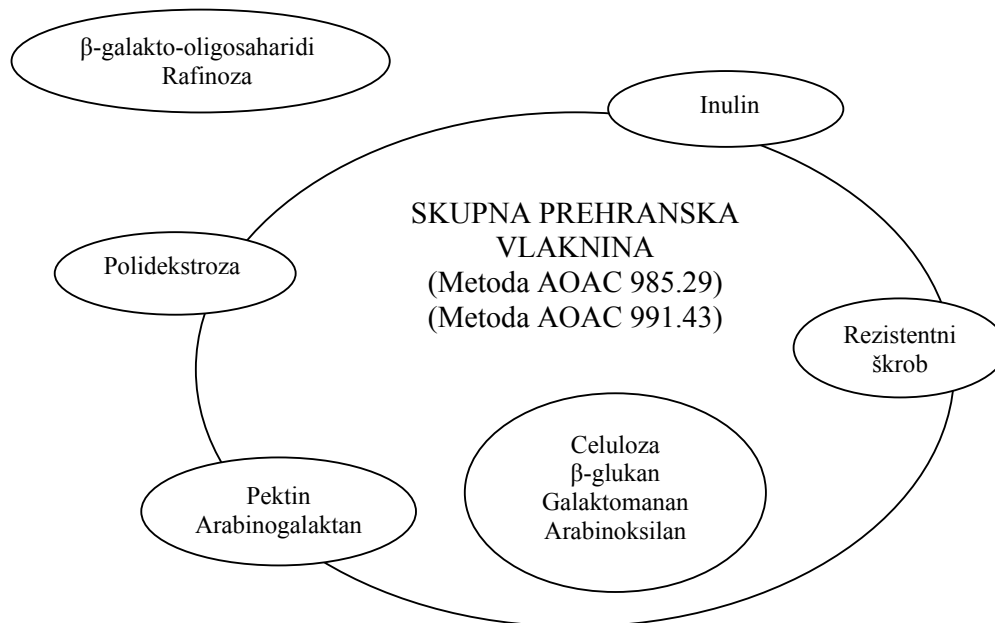 β-galakto-oligosaharidi
Rafinoza
Inulin
SKUPNA PREHRANSKA
VLAKNINA
(Metoda AOAC 985.29)
(Metoda AOAC 991.43)
Polidekstroza
Rezistentni
škrob
Celuloza
β-glukan
Galaktomanan
Arabinoksilan
Pektin
Arabinogalaktan